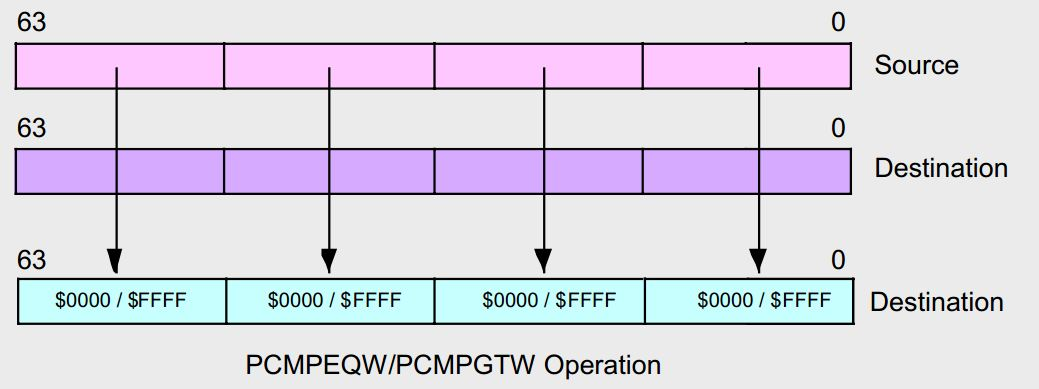 63 0
Source
63 0
Destination
63 0
$0000 / $FFFF $0000 / $FFFF $0000 / $FFFF $0000 / $FFFF
Destination
PCMPEQW/PCMPGTW Operation